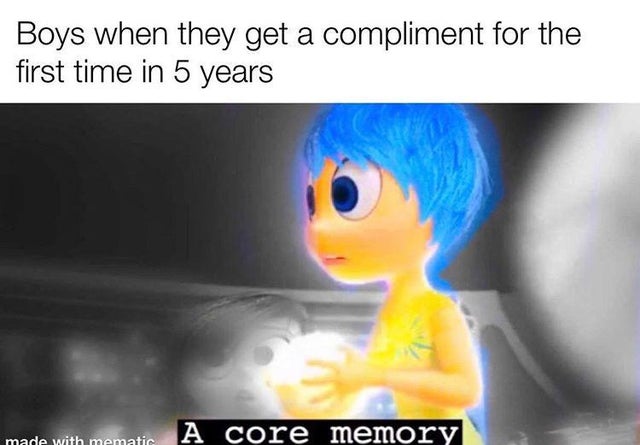 Boys when they get a compliment for the
first time in 5 years
A core memory
made with mematic